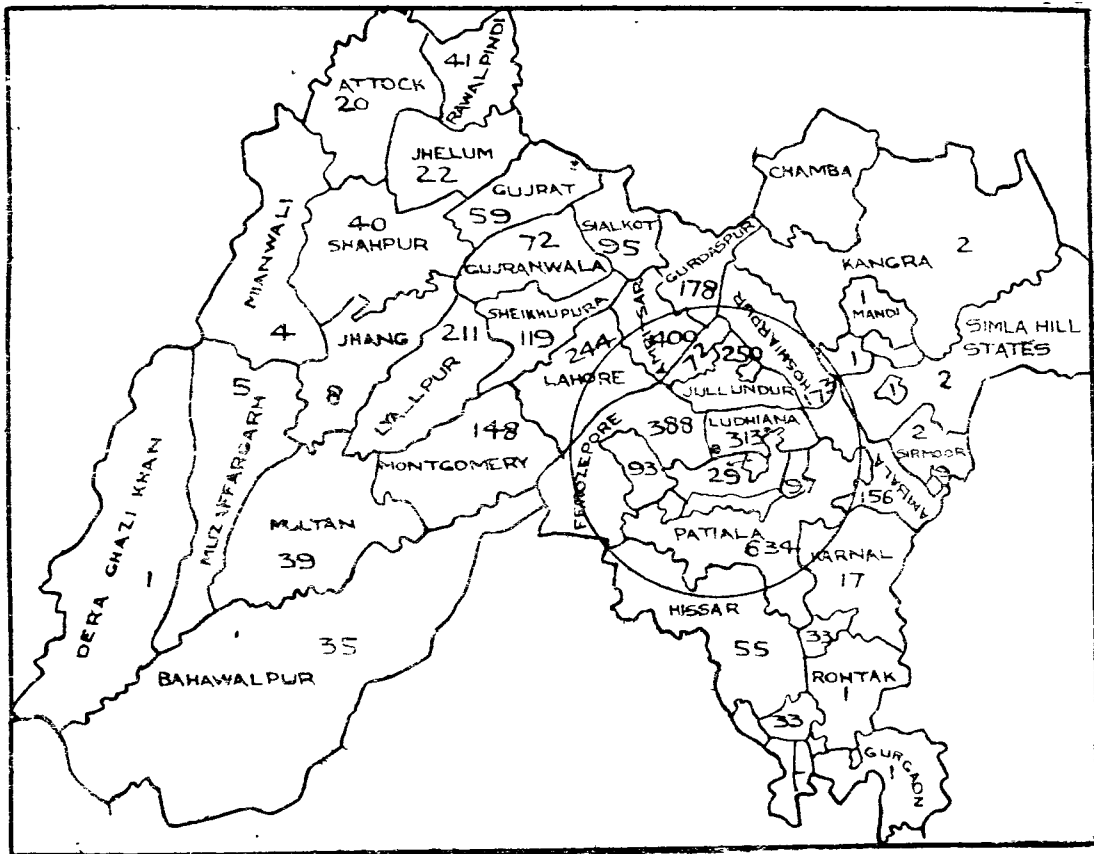 41
RAWALPINDI
ATTOCK
20
JHELUM
22
GUJRAT
59
CHAMBA
MIANWALI
4
40
SHAHPUR
72
GUJRANWALA
SIALKOT
95
GURDASPUR
178
KANGRA
2
1
MANDI
SIMLA HILL
STATES
JHANG
8
211
LYALLPUR
SHEIKHUPURA
119
244
LAHORE
AMRITSAR
400
72
250
JULLUNDUR
HOSHIARPUR
1
1
2
2
SIRMOOR
5
MUZAFFARGARH
DERA GHAZI KHAN
1
148
MONTGOMERY
FEROZEPORE
388
LUDHIANA
313
93
29
AMBALA
156
MULTAN
39
PATIALA
634
KARNAL
17
HISSAR
55
33
ROHTAK
1
35
BAHAWALPUR
33
GURGAON
1